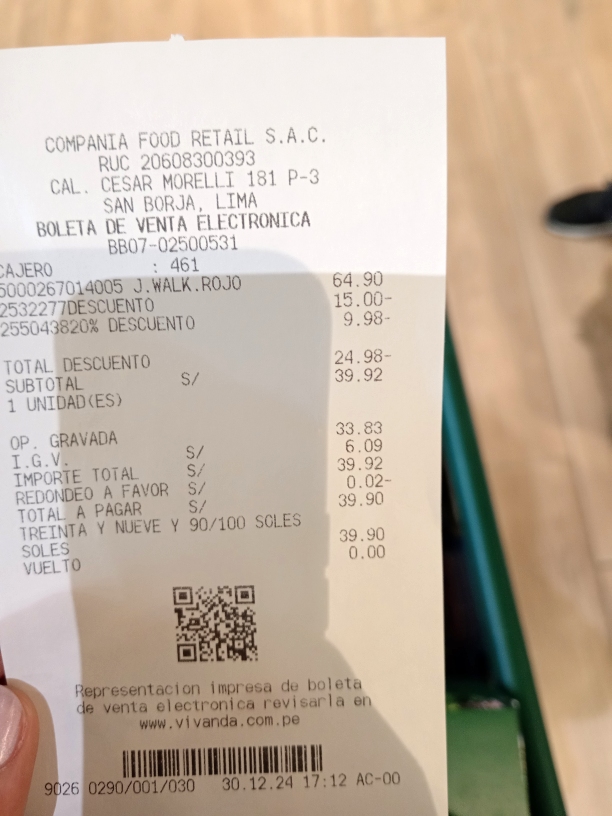 COMPANIA FOOD RETAIL S.A.C.
RUC 20608300393
CAL. CESAR MORELLI 181 P-3
SAN BORJA, LIMA
BOLETA DE VENTA ELECTRONICA
BB07-02500531
CAJERO : 461
5000267014005 J.WALK.ROJO 64.90
2532277DESCUENTO 15.00-
255043820% DESCUENTO 9.98-
TOTAL DESCUENTO 24.98-
SUBTOTAL S/ 39.92
1 UNIDAD(ES)
OP. GRAVADA S/ 33.83
I.G.V. S/ 6.09
IMPORTE TOTAL S/ 39.92
REDONDEO A FAVOR S/ 0.02-
TOTAL A PAGAR 39.90
TREINTA Y NUEVE Y 90/100 SOLES
SOLES 39.90
VUELTO 0.00
Representacion impresa de boleta
de venta electronica revisarla en
www.vivanda.com.pe
9026 0290/001/030 30.12.24 17:12 AC-00